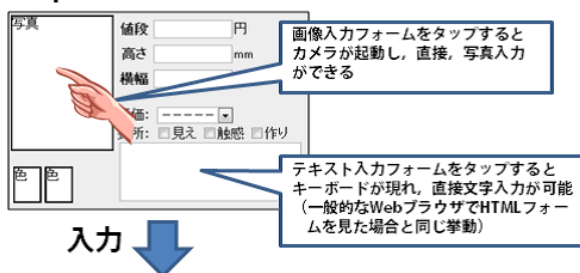 写真
値段 円
高さ mm
横幅
価: -----
所: 見え 触感 作り
色 色
画像入力フォームをタップすると
カメラが起動し，直接，写真入力
ができる
テキスト入力フォームをタップすると
キーボードが現れ，直接文字入力が可能
（一般的なWebブラウザでHTMLフォー
ムを見た場合と同じ挙動）
入力